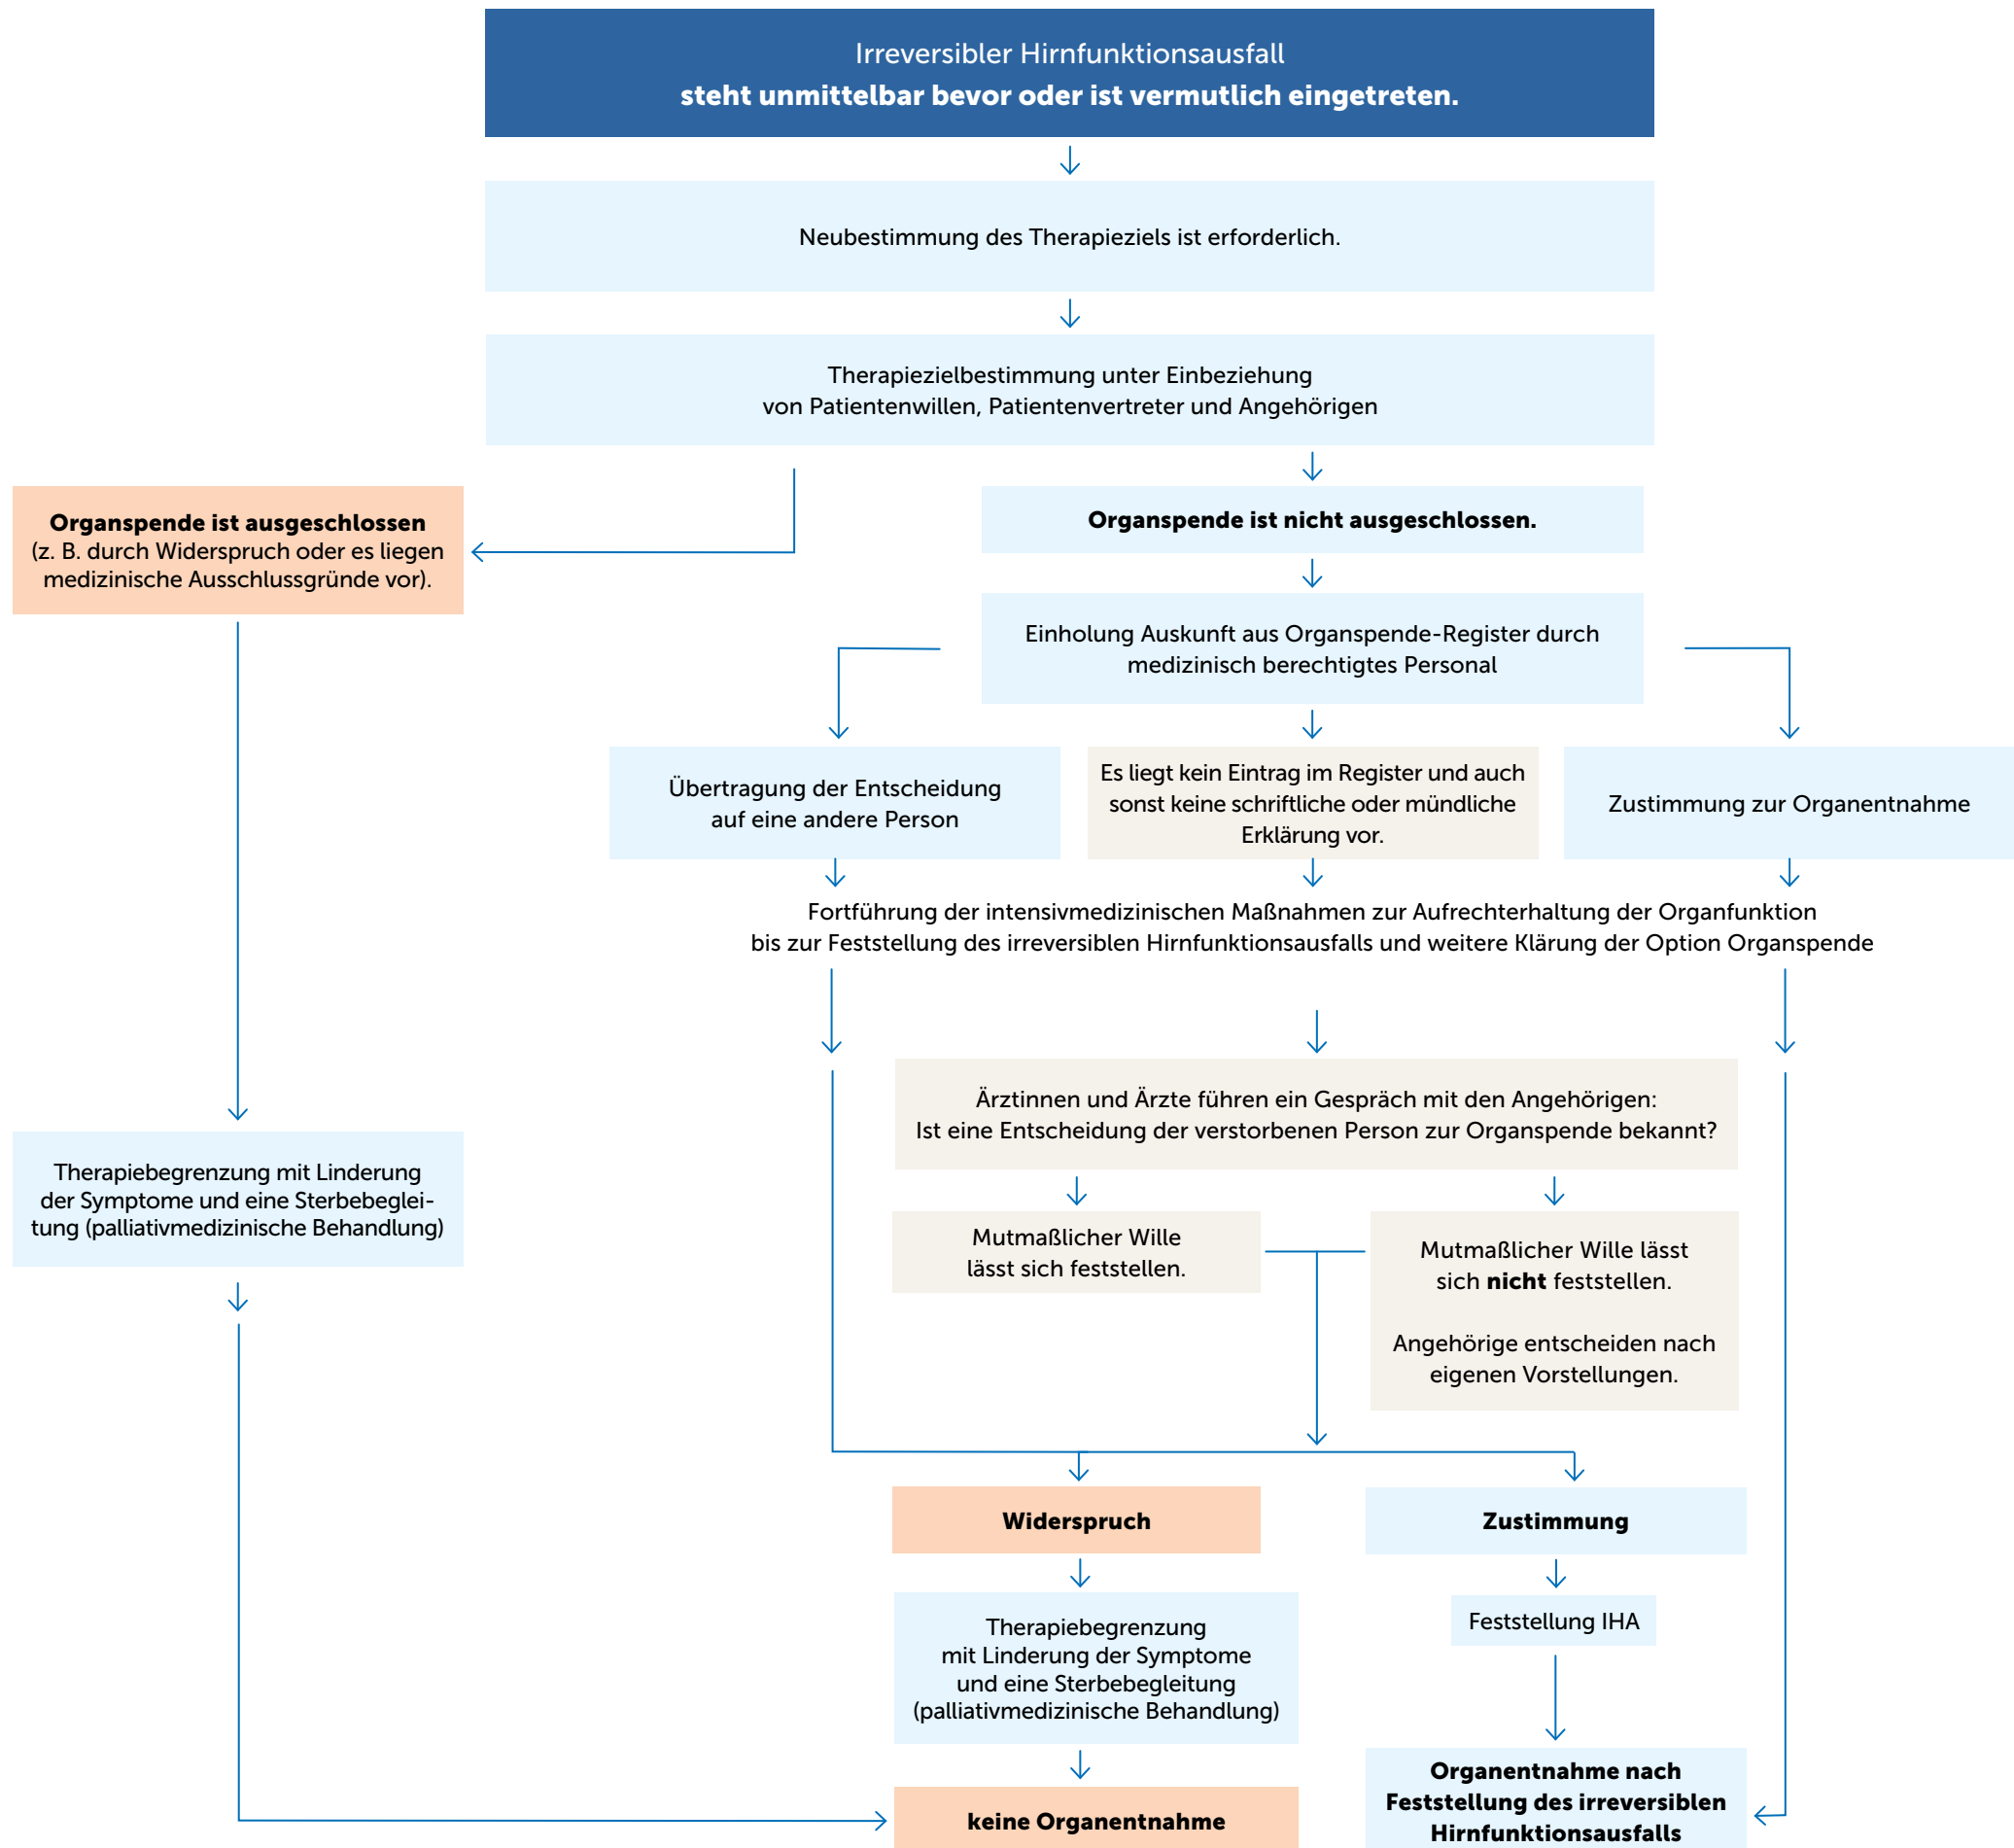 Irreversibler Hirnfunktionsausfall
steht unmittelbar bevor oder ist vermutlich eingetreten.
Neubestimmung des Therapieziels ist erforderlich.
Therapiezielbestimmung unter Einbeziehung
von Patientenwillen, Patientenvertreter und Angehörigen
Organspende ist ausgeschlossen
(z. B. durch Widerspruch oder es liegen
medizinische Ausschlussgründe vor).
Organspende ist nicht ausgeschlossen.
Einholung Auskunft aus Organspende-Register durch
medizinisch berechtigtes Personal
Übertragung der Entscheidung
auf eine andere Person
Es liegt kein Eintrag im Register und auch
sonst keine schriftliche oder mündliche
Erklärung vor.
Zustimmung zur Organentnahme
Fortführung der intensivmedizinischen Maßnahmen zur Aufrechterhaltung der Organfunktion
bis zur Feststellung des irreversiblen Hirnfunktionsausfalls und weitere Klärung der Option Organspende
Ärztinnen und Ärzte führen ein Gespräch mit den Angehörigen:
Ist eine Entscheidung der verstorbenen Person zur Organspende bekannt?
Therapiebegrenzung mit Linderung
der Symptome und eine Sterbebeglei-
tung (palliativmedizinische Behandlung)
Mutmaßlicher Wille
lässt sich feststellen.
Mutmaßlicher Wille lässt
sich nicht feststellen.
Angehörige entscheiden nach
eigenen Vorstellungen.
Widerspruch
Zustimmung
Therapiebegrenzung
mit Linderung der Symptome
und eine Sterbebegleitung
(palliativmedizinische Behandlung)
Feststellung IHA
keine Organentnahme
Organentnahme nach
Feststellung des irreversiblen
Hirnfunktionsausfalls